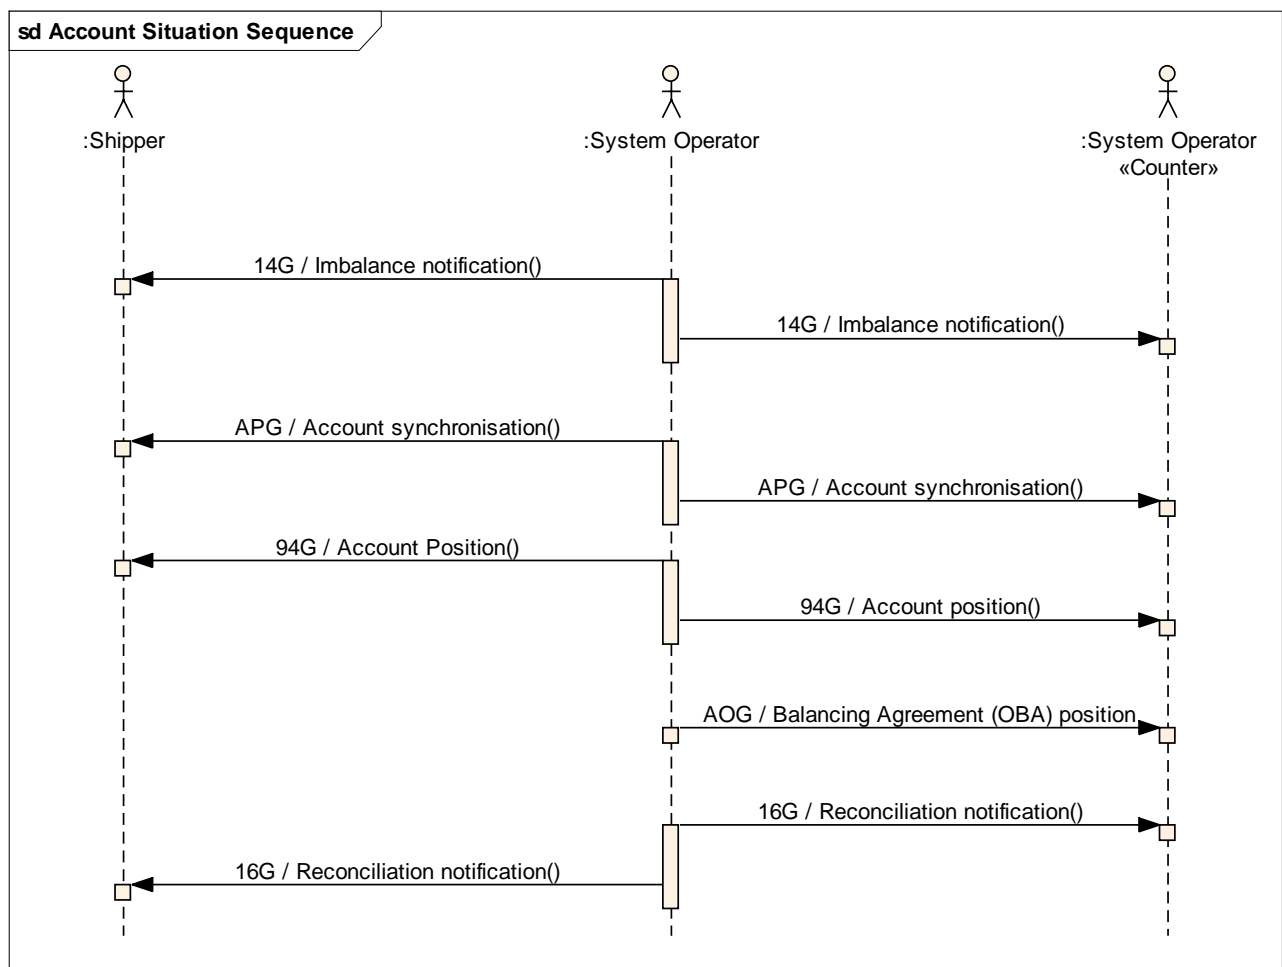 sd Account Situation Sequence
:Shipper
:System Operator
:System Operator
«Counter»
14G / Imbalance notification()
14G / Imbalance notification()
APG / Account synchronisation()
APG / Account synchronisation()
94G / Account Position()
94G / Account position()
AOG / Balancing Agreement (OBA) position
16G / Reconciliation notification()
16G / Reconciliation notification()